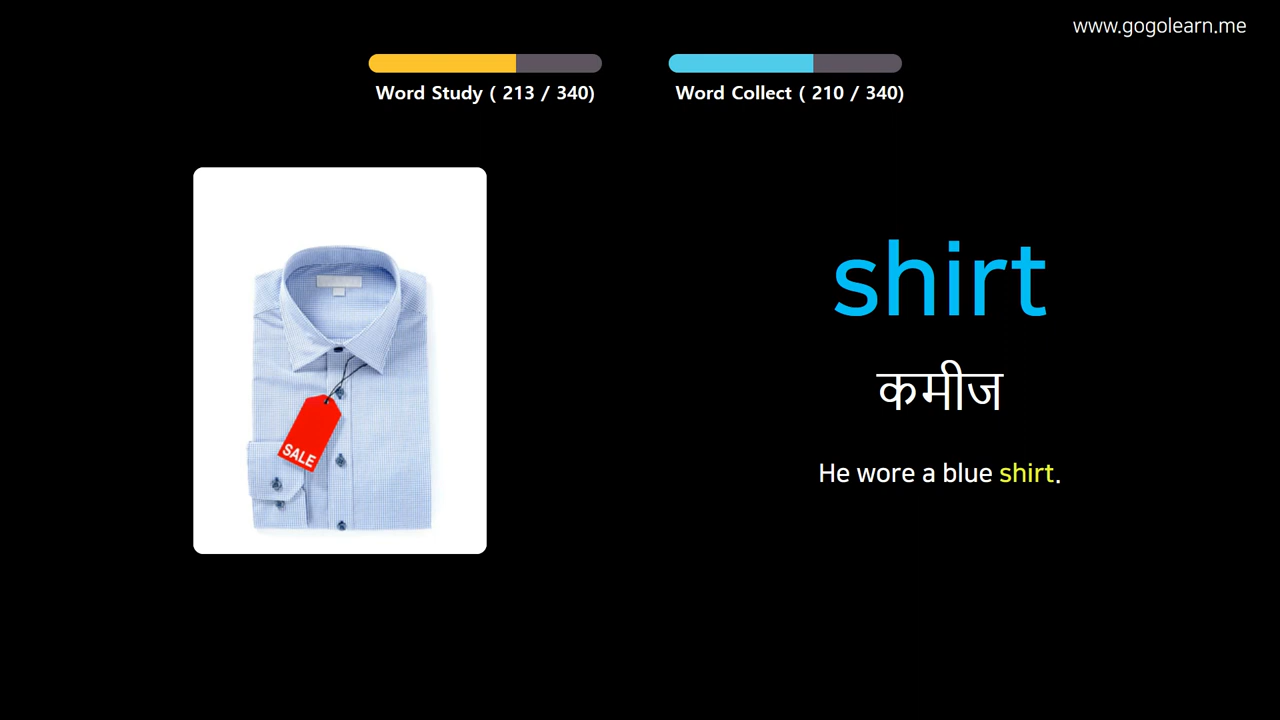 www.gogolearn.me
Word Study ( 213 / 340)
Word Collect ( 210 / 340)
SALE
shirt
कमीज
He wore a blue shirt.